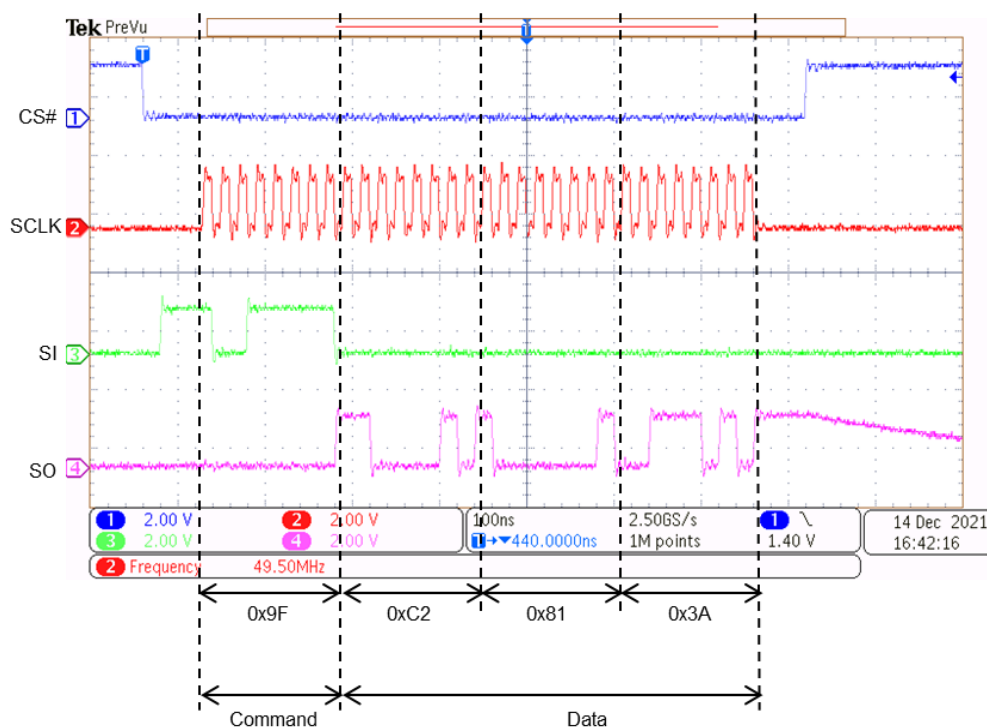 Tek PreVu
T
T
CS# 1
SCLK 2
SI 3
SO 4
1 2.00 V 2 2.00 V
3 2.00 V 4 2.00 V
100ns 2.50GS/s 1
T→▼440.0000ns 1M points 1.40 V
14 Dec 2021
16:42:16
2 Frequency 49.50MHz
0x9F 0xC2 0x81 0x3A
Command Data